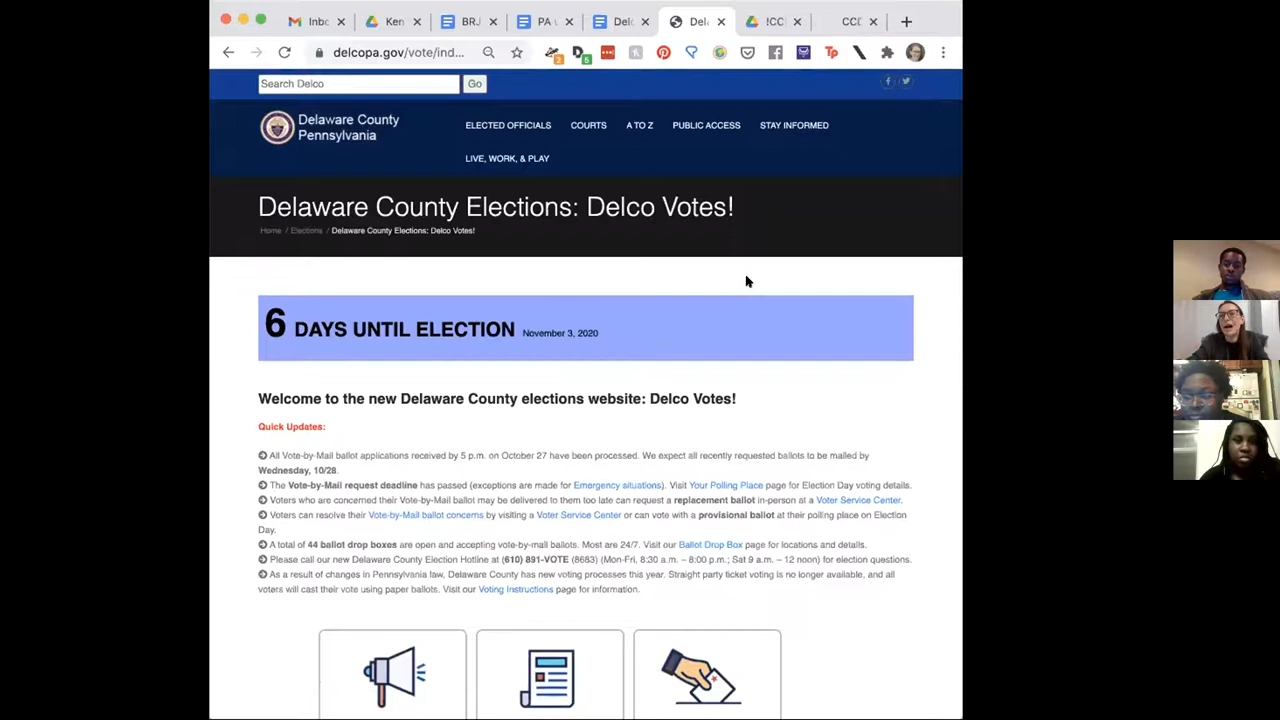 Inbo
Ken
BRJ
PA v
Delc
Dela
!CC
CCD
delcopa.gov/vote/ind...
2
5
Tp
Search Delco
Go
Delaware County
Pennsylvania
ELECTED OFFICIALS
COURTS
A TO Z
PUBLIC ACCESS
STAY INFORMED
LIVE, WORK, & PLAY
Delaware County Elections: Delco Votes!
Home / Elections / Delaware County Elections: Delco Votes!
6 DAYS UNTIL ELECTION November 3, 2020
Welcome to the new Delaware County elections website: Delco Votes!
Quick Updates:
All Vote-by-Mail ballot applications received by 5 p.m. on October 27 have been processed. We expect all recently requested ballots to be mailed by
Wednesday, 10/28.
The Vote-by-Mail request deadline has passed (exceptions are made for Emergency situations). Visit Your Polling Place page for Election Day voting details.
Voters who are concerned their Vote-by-Mail ballot may be delivered to them too late can request a replacement ballot in-person at a Voter Service Center.
Voters can resolve their Vote-by-Mail ballot concerns by visiting a Voter Service Center or can vote with a provisional ballot at their polling place on Election
Day.
A total of 44 ballot drop boxes are open and accepting vote-by-mail ballots. Most are 24/7. Visit our Ballot Drop Box page for locations and details.
Please call our new Delaware County Election Hotline at (610) 891-VOTE (8683) (Mon-Fri, 8:30 a.m. – 8:00 p.m.; Sat 9 a.m. – 12 noon) for election questions.
As a result of changes in Pennsylvania law, Delaware County has new voting processes this year. Straight party ticket voting is no longer available, and all
voters will cast their vote using paper ballots. Visit our Voting Instructions page for information.